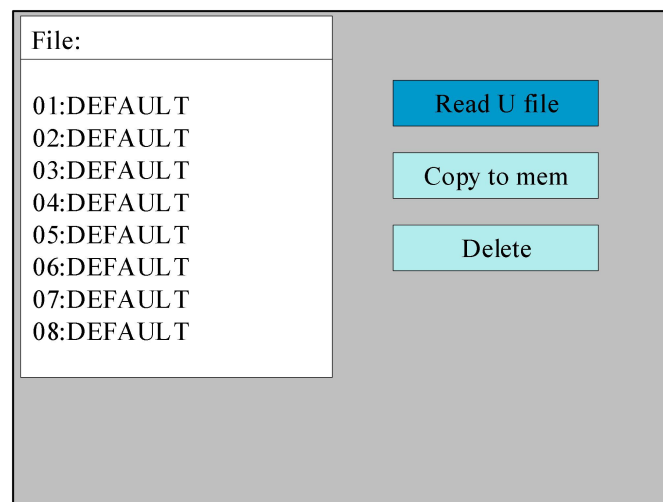 File:
01:DEFAULT
02:DEFAULT
03:DEFAULT
04:DEFAULT
05:DEFAULT
06:DEFAULT
07:DEFAULT
08:DEFAULT
Read U file
Copy to mem
Delete